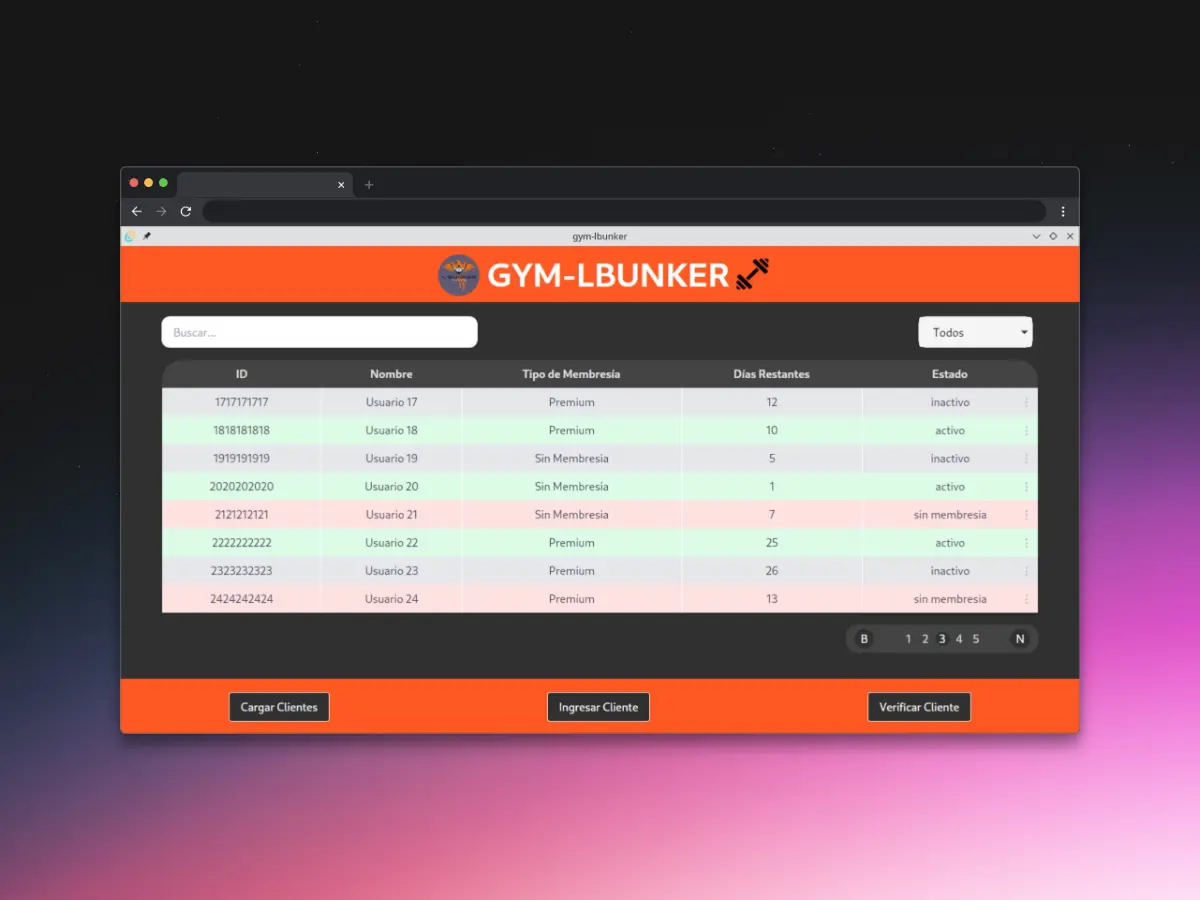 gym-lbunker
GYM-LBUNKER
Buscar...
Todos
ID Nombre Tipo de Membresía Días Restantes Estado
1717171717 Usuario 17 Premium 12 inactivo
1818181818 Usuario 18 Premium 10 activo
1919191919 Usuario 19 Sin Membresia 5 inactivo
2020202020 Usuario 20 Sin Membresia 1 activo
2121212121 Usuario 21 Sin Membresia 7 sin membresia
2222222222 Usuario 22 Premium 25 activo
2323232323 Usuario 23 Premium 26 inactivo
2424242424 Usuario 24 Premium 13 sin membresia
B 1 2 3 4 5 N
Cargar Clientes Ingresar Cliente Verificar Cliente